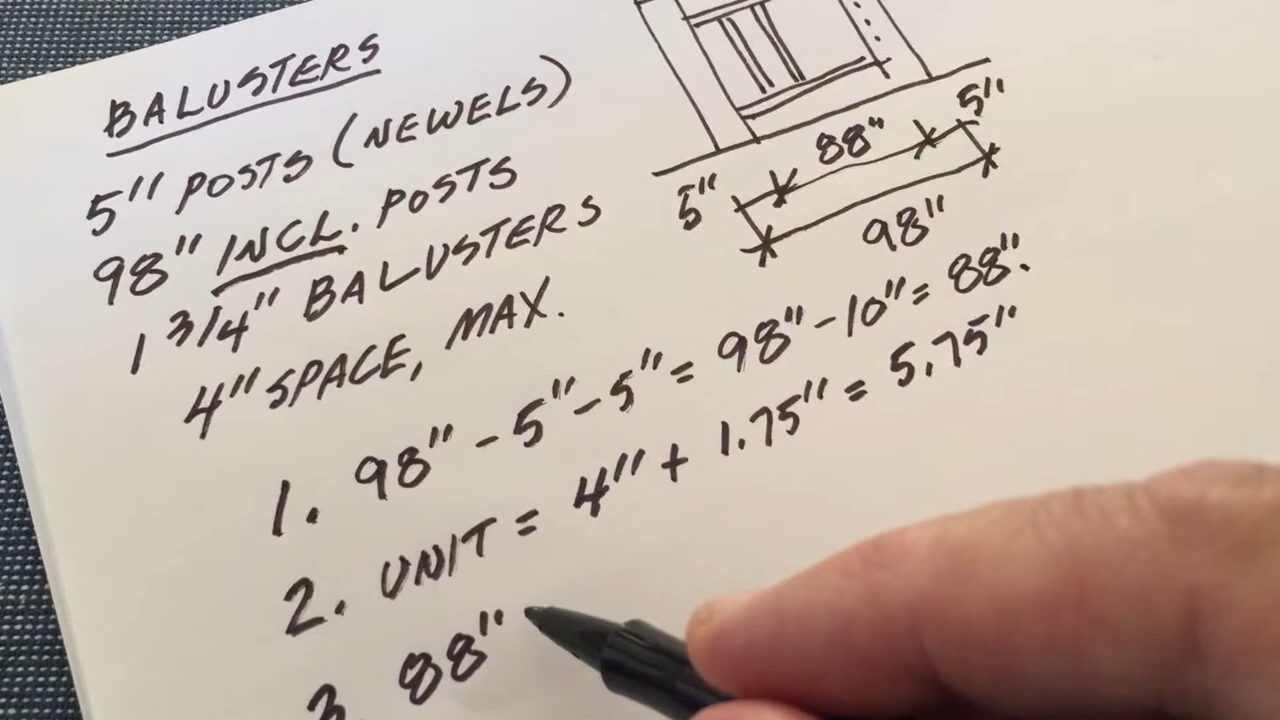 BALUSTERS
5" POSTS (NEWELS)
98" INCL. POSTS
1 3/4" BALUSTERS
4" SPACE, MAX.
1. 98" - 5" - 5" = 98" - 10" = 88".
2. UNIT = 4" + 1.75" = 5.75"
3. 88"
5" 88" 5"
98"